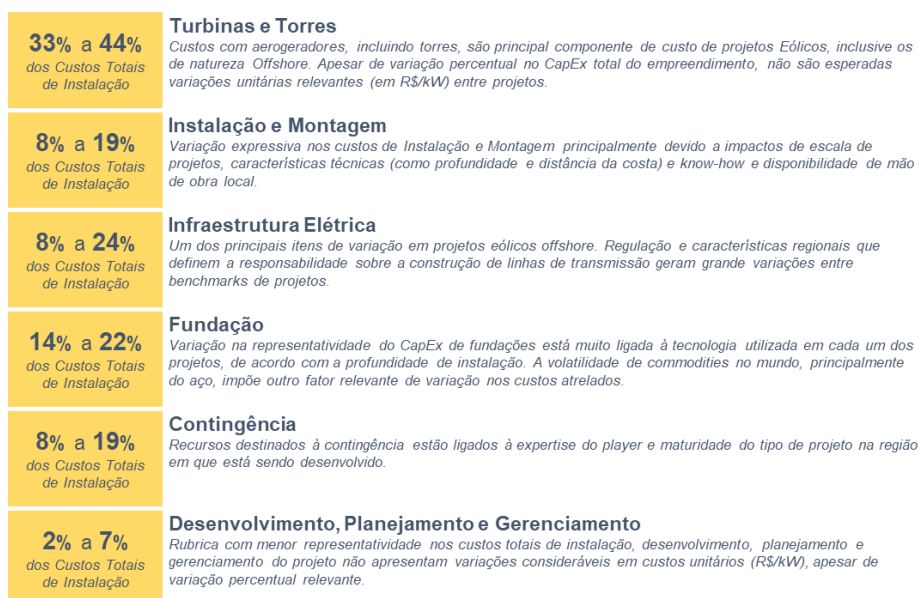 33% a 44%
dos Custos Totais
de Instalação
Turbinas e Torres
Custos com aerogeradores, incluindo torres, são principal componente de custo de projetos Eólicos, inclusive os
de natureza Offshore. Apesar de variação percentual no CapEx total do empreendimento, não são esperadas
variações unitárias relevantes (em R$/kW) entre projetos.
8% a 19%
dos Custos Totais
de Instalação
Instalação e Montagem
Variação expressiva nos custos de Instalação e Montagem principalmente devido a impactos de escala de
projetos, características técnicas (como profundidade e distância da costa) e know-how e disponibilidade de mão
de obra local.
8% a 24%
dos Custos Totais
de Instalação
Infraestrutura Elétrica
Um dos principais itens de variação em projetos eólicos offshore. Regulação e características regionais que
definem a responsabilidade sobre a construção de linhas de transmissão geram grande variações entre
benchmarks de projetos.
14% a 22%
dos Custos Totais
de Instalação
Fundação
Variação na representatividade do CapEx de fundações está muito ligada à tecnologia utilizada em cada um dos
projetos, de acordo com a profundidade de instalação. A volatilidade de commodities no mundo, principalmente
do aço, impõe outro fator relevante de variação nos custos atrelados.
8% a 19%
dos Custos Totais
de Instalação
Contingência
Recursos destinados à contingência estão ligados à expertise do player e maturidade do tipo de projeto na região
em que está sendo desenvolvido.
2% a 7%
dos Custos Totais
de Instalação
Desenvolvimento, Planejamento e Gerenciamento
Rubrica com menor representatividade nos custos totais de instalação, desenvolvimento, planejamento e
gerenciamento do projeto não apresentam variações consideráveis em custos unitários (R$/kW), apesar de
variação percentual relevante.